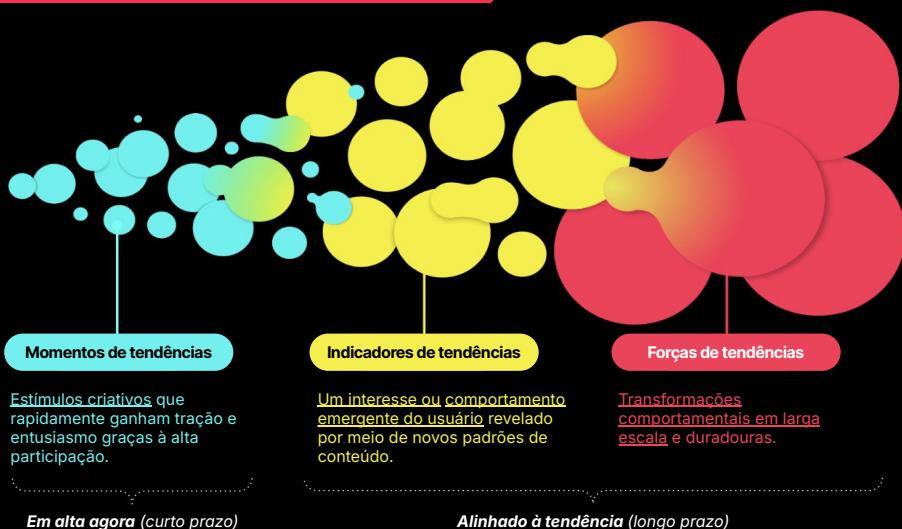 Momentos de tendências
Indicadores de tendências
Forças de tendências
Estímulos criativos que
rapidamente ganham tração e
entusiasmo graças à alta
participação.
Um interesse ou comportamento
emergente do usuário revelado
por meio de novos padrões de
conteúdo.
Transformações
comportamentais em larga
escala e duradouras.
Em alta agora (curto prazo)
Alinhado à tendência (longo prazo)